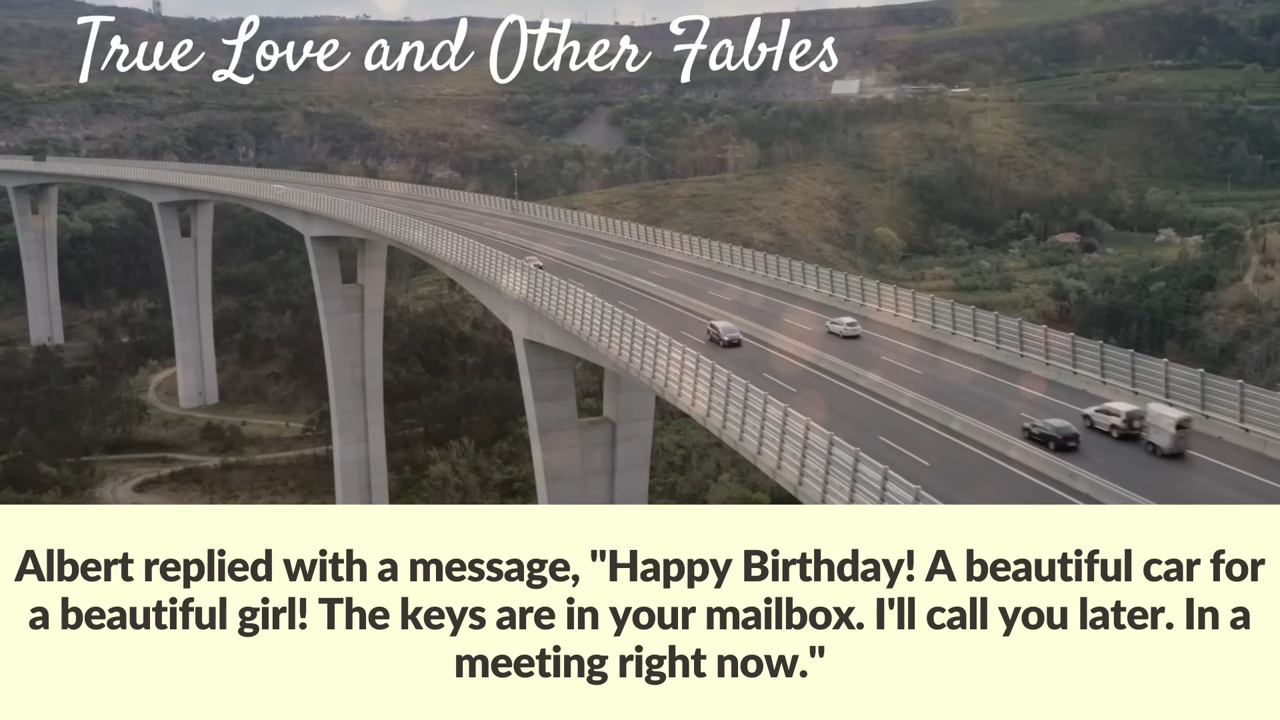 True Love and Other Fables
Albert replied with a message, "Happy Birthday! A beautiful car for
a beautiful girl! The keys are in your mailbox. I'll call you later. In a
meeting right now."